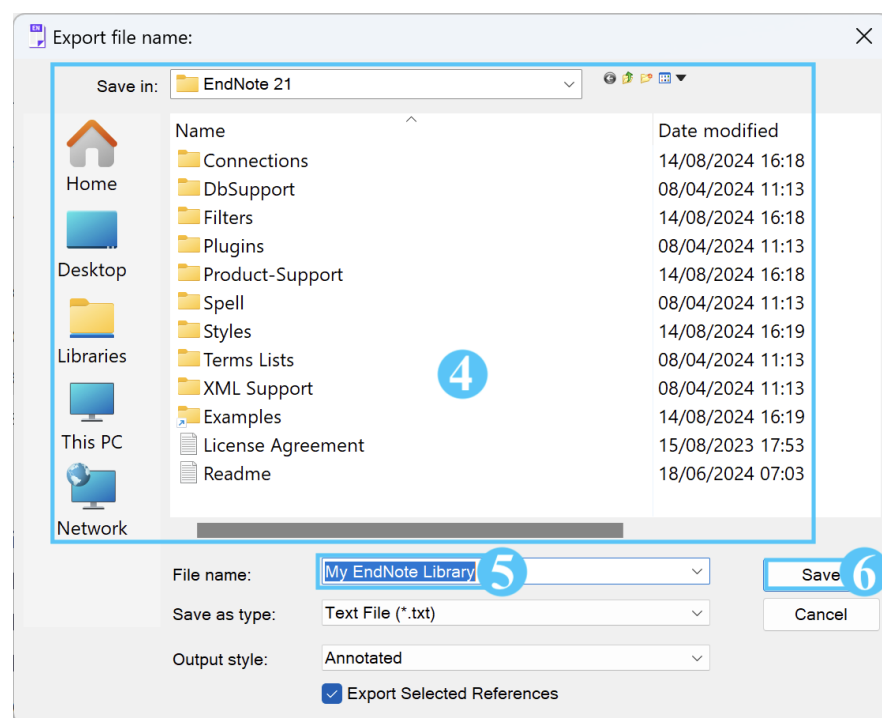 EN
Export file name:
Save in: EndNote 21
Name Date modified
Connections 14/08/2024 16:18
DbSupport 08/04/2024 11:13
Filters 14/08/2024 16:18
Plugins 08/04/2024 11:13
Product-Support 14/08/2024 16:18
Spell 08/04/2024 11:13
Styles 14/08/2024 16:19
Terms Lists 08/04/2024 11:13
XML Support 08/04/2024 11:13
Examples 14/08/2024 16:19
License Agreement 15/08/2023 17:53
Readme 18/06/2024 07:03
Home
Desktop
Libraries
This PC
Network
4
File name: My EndNote Library 5 Save 6
Save as type: Text File (*.txt) Cancel
Output style: Annotated
Export Selected References